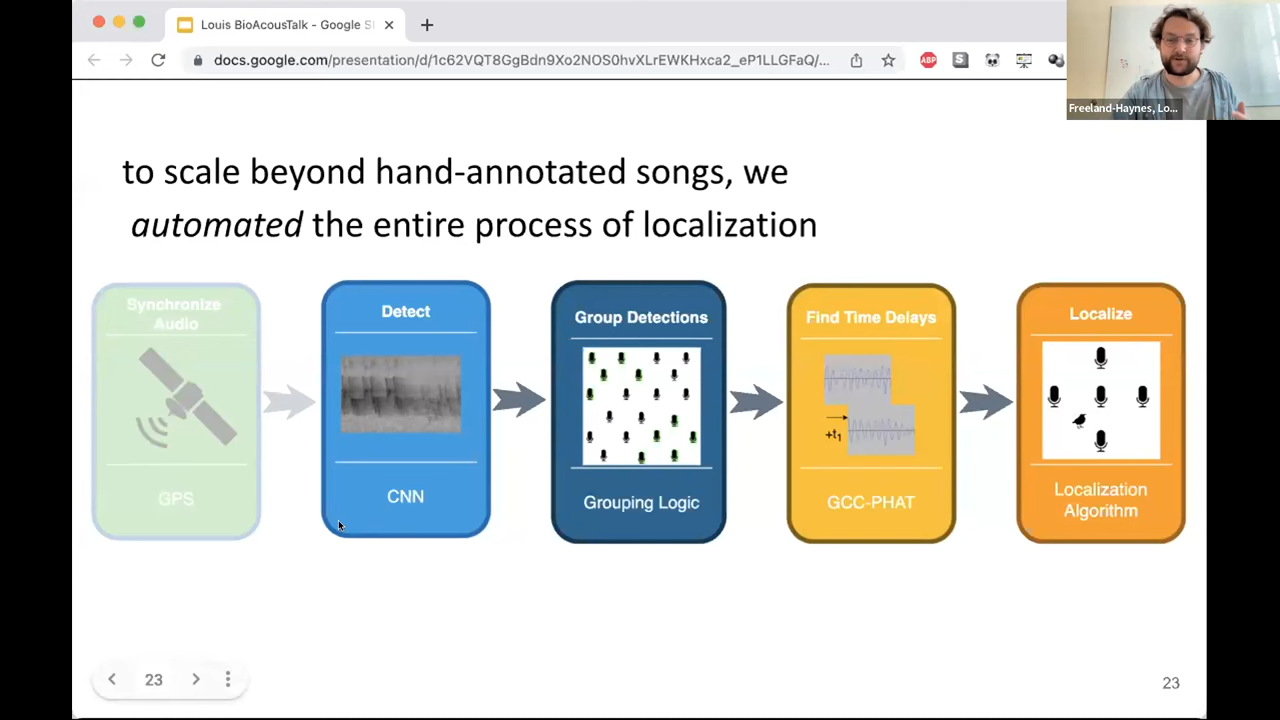 Louis BioAcousTalk - Google Sl
docs.google.com/presentation/d/1c62VQT8GgBdn9Xo2NOS0hvXLrEWKHxca2_eP1LLGFaQ/...
ABP
S
Freeland-Haynes, Lo...
to scale beyond hand-annotated songs, we
automated the entire process of localization
Synchronize
Audio
GPS
Detect
CNN
Group Detections
Grouping Logic
Find Time Delays
+t1
GCC-PHAT
Localize
Localization
Algorithm
23
23